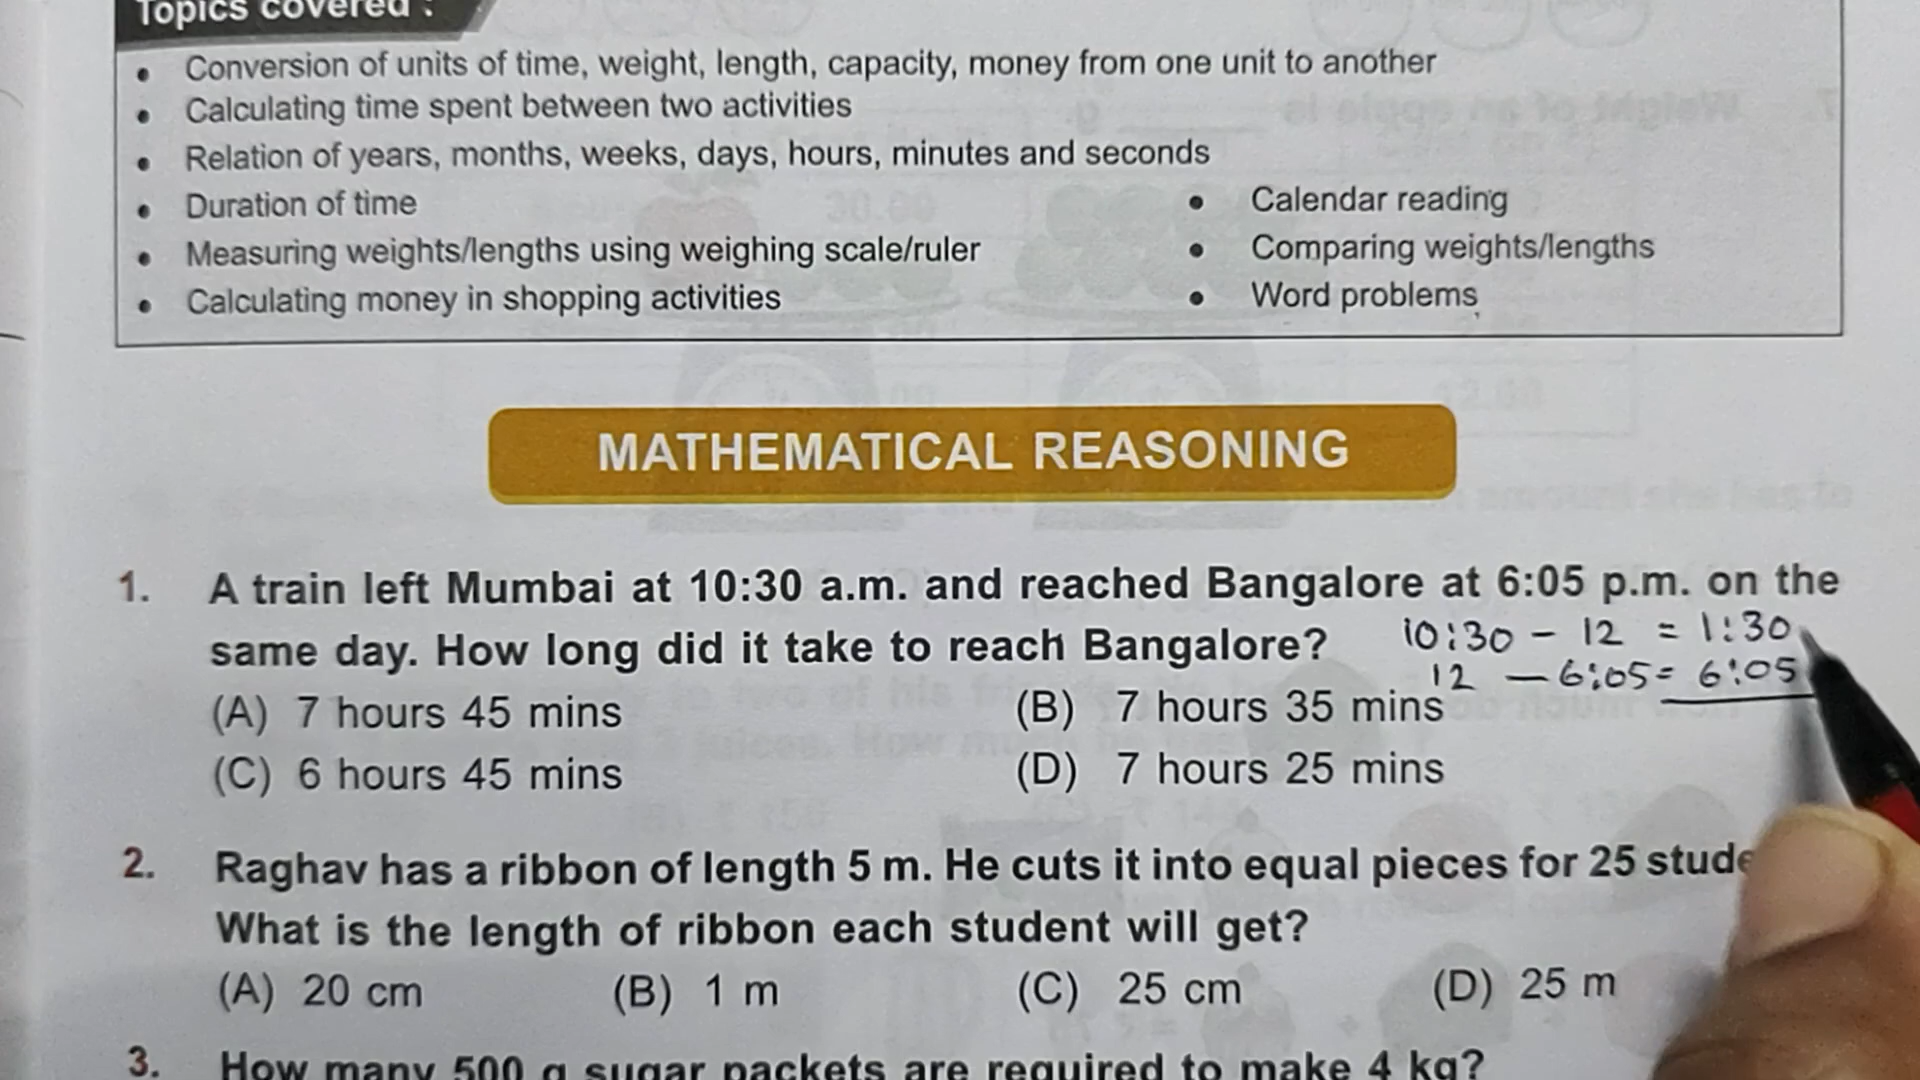 Topics covered :
• Conversion of units of time, weight, length, capacity, money from one unit to another
• Calculating time spent between two activities
• Relation of years, months, weeks, days, hours, minutes and seconds
• Duration of time
• Calendar reading
• Measuring weights/lengths using weighing scale/ruler
• Comparing weights/lengths
• Calculating money in shopping activities
• Word problems
MATHEMATICAL REASONING
1. A train left Mumbai at 10:30 a.m. and reached Bangalore at 6:05 p.m. on the
same day. How long did it take to reach Bangalore?
10:30 - 12 = 1:30
12 - 6:05 = 6:05
(A) 7 hours 45 mins (B) 7 hours 35 mins
(C) 6 hours 45 mins (D) 7 hours 25 mins
2. Raghav has a ribbon of length 5 m. He cuts it into equal pieces for 25
What is the length of ribbon each student will get?
(A) 20 cm (B) 1 m (C) 25 cm (D) 25 m
3. How many 500 g sugar packets are required to make 4 kg?